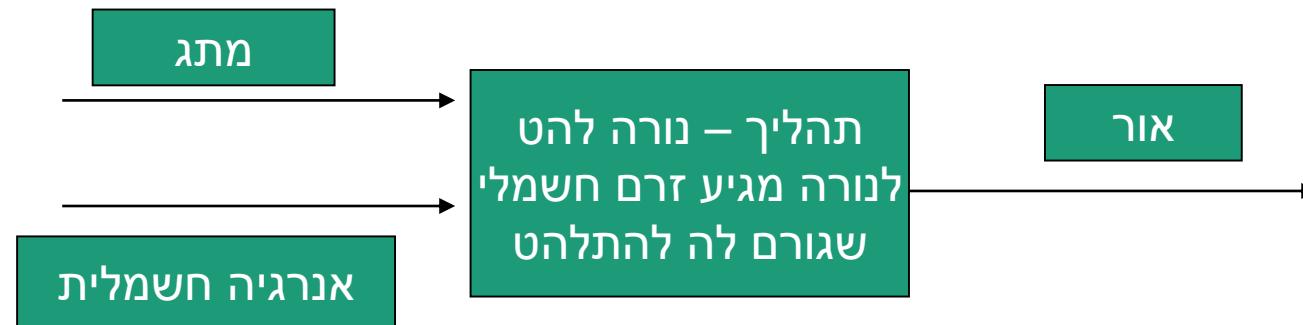 מתג
תהליך – נורה להט
לנורה מגיע זרם חשמלי
שגורם לה להתלהט
אור
אנרגיה חשמלית